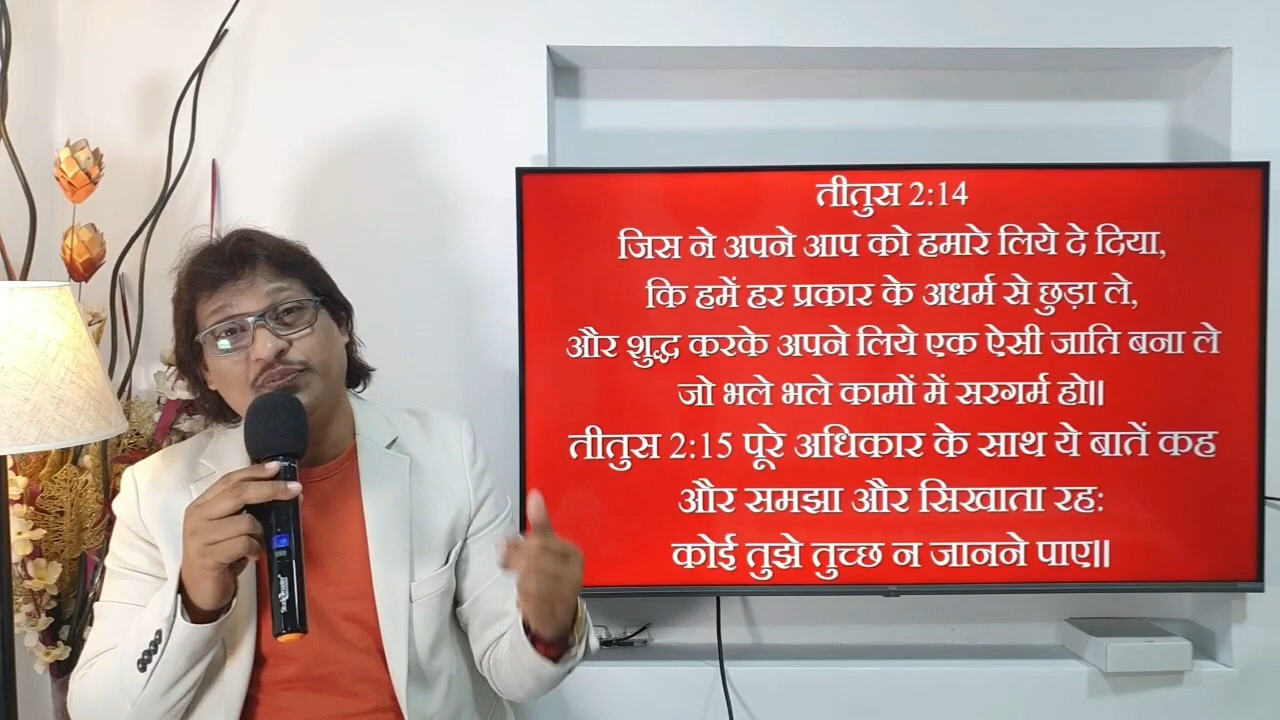 तीतुस 2:14
जिस ने अपने आप को हमारे लिये दे दिया,
कि हमें हर प्रकार के अधर्म से छुड़ा ले,
और शुद्ध करके अपने लिये एक ऐसी जाति बना ले
जो भले भले कामों में सरगर्म हो॥
तीतुस 2:15 पूरे अधिकार के साथ ये बातें कह
और समझा और सिखाता रह:
कोई तुझे तुच्छ न जानने पाए॥